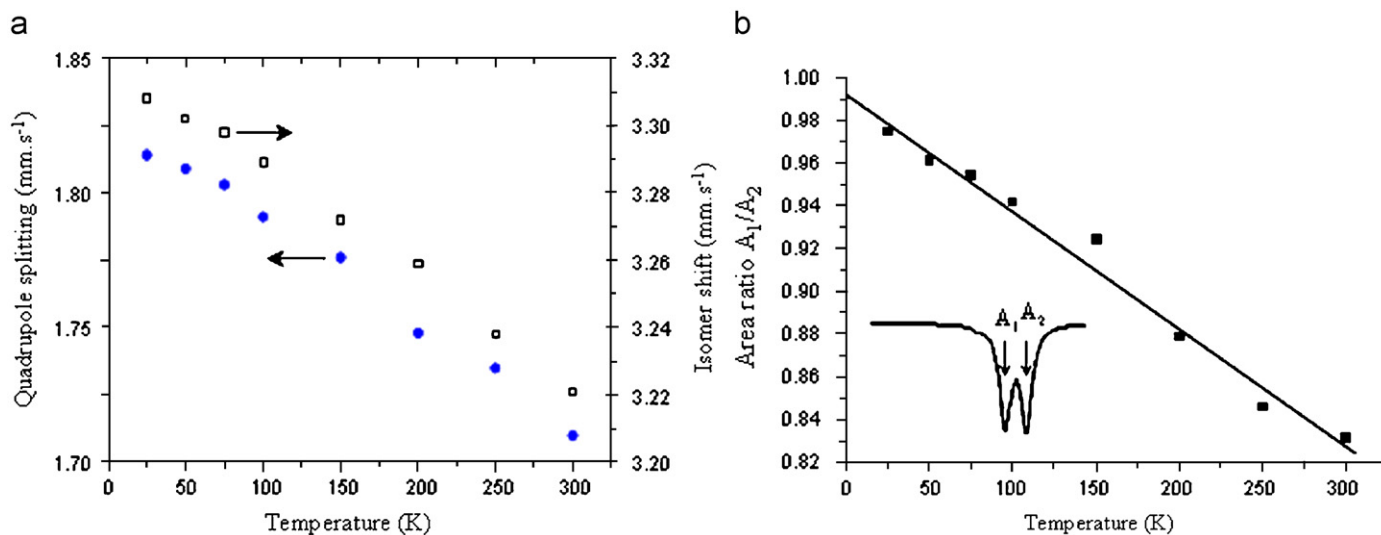 a
1.85
1.80
1.75
1.70
Quadrupole splitting (mm.s-1)
3.32
3.30
3.28
3.26
3.24
3.22
3.20
Isomer shift (mm.s-1)
0 50 100 150 200 250 300
Temperature (K)
b
1.00
0.98
0.96
0.94
0.92
0.90
0.88
0.86
0.84
0.82
Area ratio A1/A2
A1 A2
0 50 100 150 200 250 300
Temperature (K)